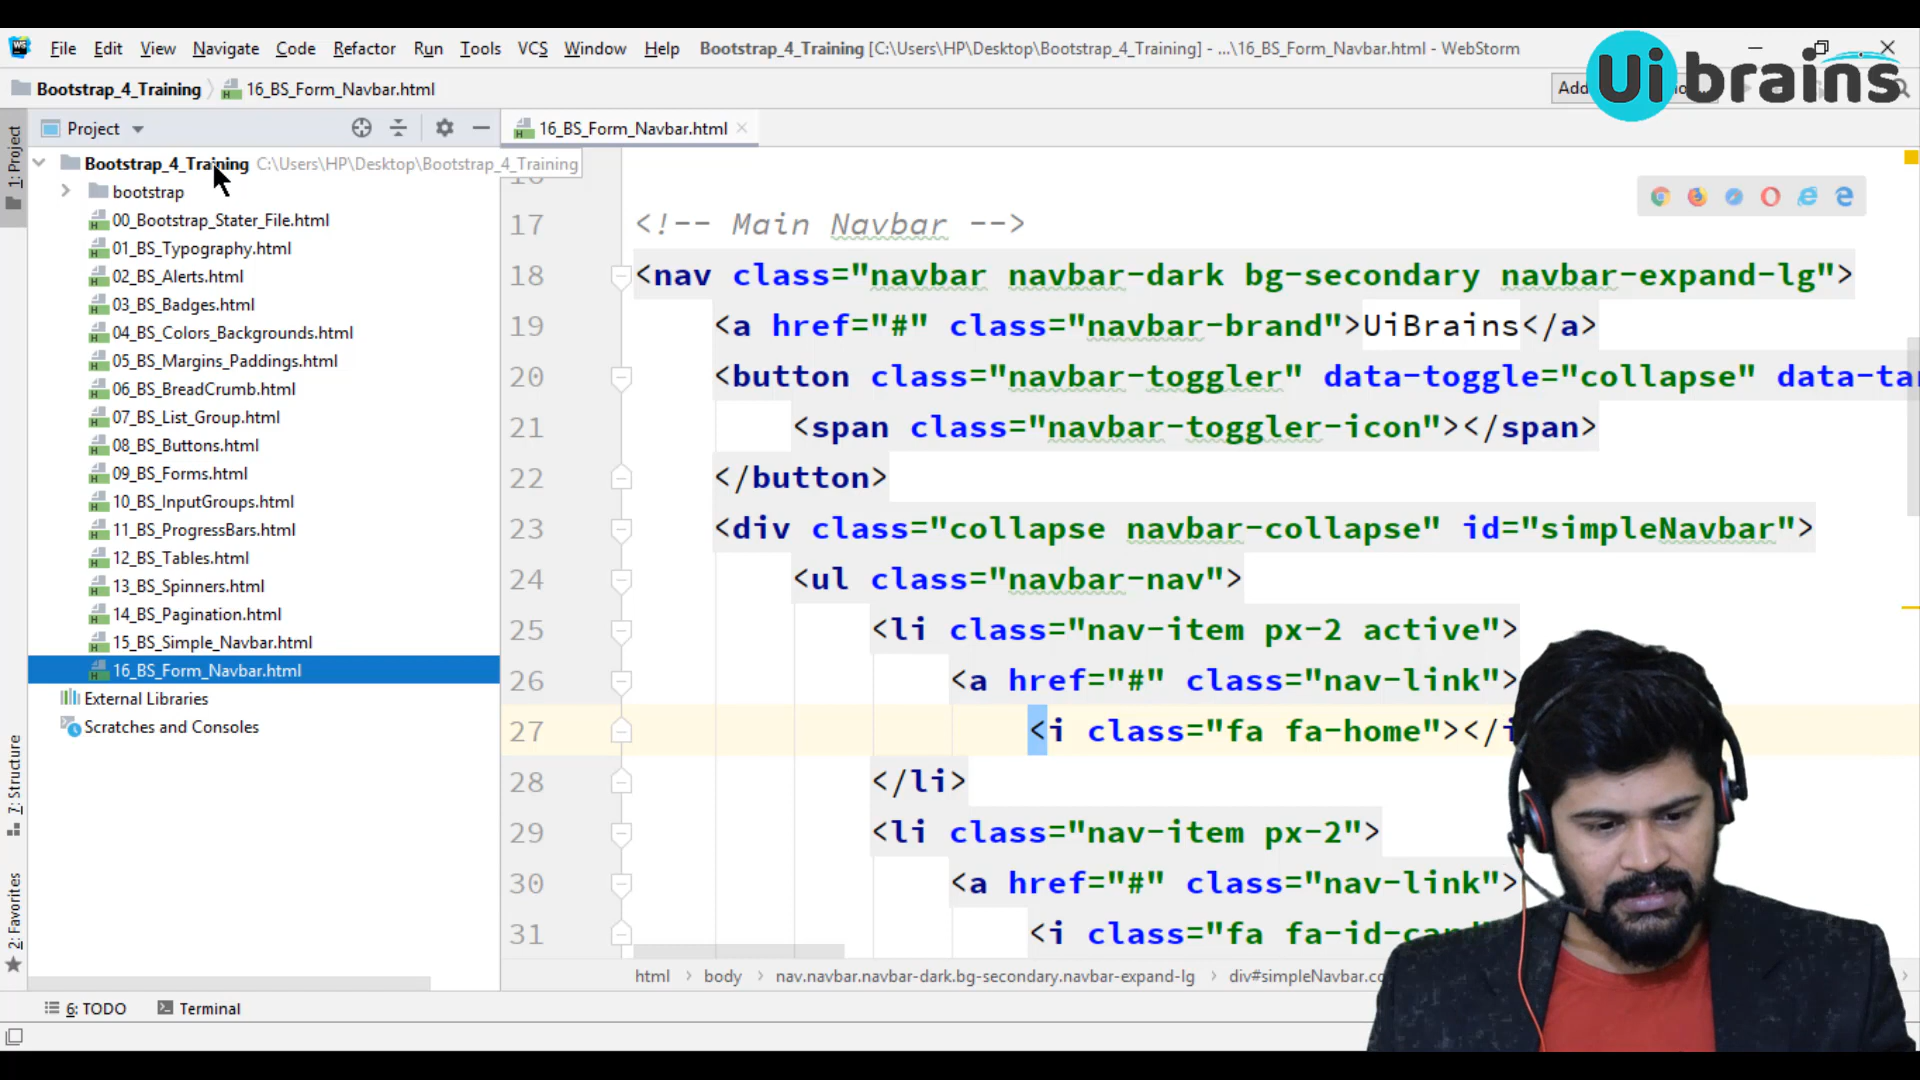 File Edit View Navigate Code Refactor Run Tools VCS Window Help Bootstrap_4_Training [C:\Users\HP\Desktop\Bootstrap_4_Training] - ...\16_BS_Form_Navbar.html - WebStorm
Ui brains
Bootstrap_4_Training 16_BS_Form_Navbar.html
Project
16_BS_Form_Navbar.html
1: Project
Bootstrap_4_Training C:\Users\HP\Desktop\Bootstrap_4_Training
bootstrap
00_Bootstrap_Stater_File.html
01_BS_Typography.html
02_BS_Alerts.html
03_BS_Badges.html
04_BS_Colors_Backgrounds.html
05_BS_Margins_Paddings.html
06_BS_BreadCrumb.html
07_BS_List_Group.html
08_BS_Buttons.html
09_BS_Forms.html
10_BS_InputGroups.html
11_BS_ProgressBars.html
12_BS_Tables.html
13_BS_Spinners.html
14_BS_Pagination.html
15_BS_Simple_Navbar.html
16_BS_Form_Navbar.html
External Libraries
Scratches and Consoles
7: Structure
2: Favorites
17 <!-- Main Navbar -->
18 <nav class="navbar navbar-dark bg-secondary navbar-expand-lg">
19 <a href="#" class="navbar-brand">UiBrains</a>
20 <button class="navbar-toggler" data-toggle="collapse" data-ta
21 <span class="navbar-toggler-icon"></span>
22 </button>
23 <div class="collapse navbar-collapse" id="simpleNavbar">
24 <ul class="navbar-nav">
25 <li class="nav-item px-2 active">
26 <a href="#" class="nav-link">
27 <i class="fa fa-home"></i
28 </li>
29 <li class="nav-item px-2">
30 <a href="#" class="nav-link">
31 <i class="fa fa-id-card
html body nav.navbar.navbar-dark.bg-secondary.navbar-expand-lg div#simpleNavbar.co
6: TODO Terminal